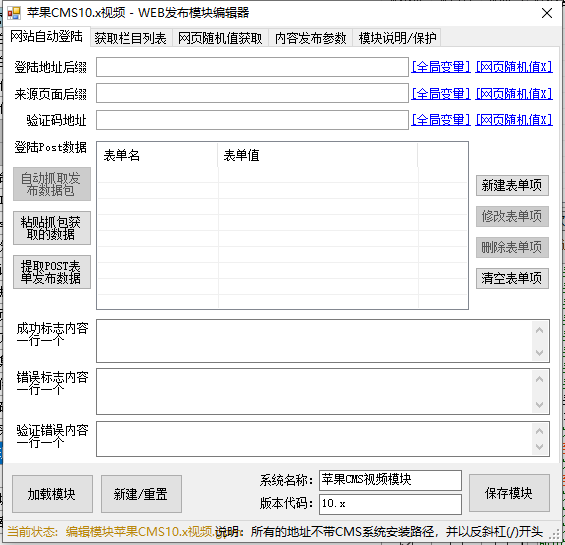 苹果CMS10.x视频 - WEB发布模块编辑器
网站自动登陆 获取栏目列表 网页随机值获取 内容发布参数 模块说明/保护
登陆地址后缀 [全局变量] [网页随机值X]
来源页面后缀 [全局变量] [网页随机值X]
验证码地址 [全局变量] [网页随机值X]
登陆Post数据
表单名 表单值
自动抓取发
布数据包
粘贴抓包获
取的数据
提取POST表
单发布数据
新建表单项
修改表单项
删除表单项
清空表单项
成功标志内容
一行一个
错误标志内容
一行一个
验证错误内容
一行一个
加载模块
新建/重置
系统名称: 苹果CMS视频模块
版本代码: 10.x
保存模块
当前状态: 编辑模块苹果CMS10.x视频. 说明: 所有的地址不带CMS系统安装路径，并以反斜杠(/)开头